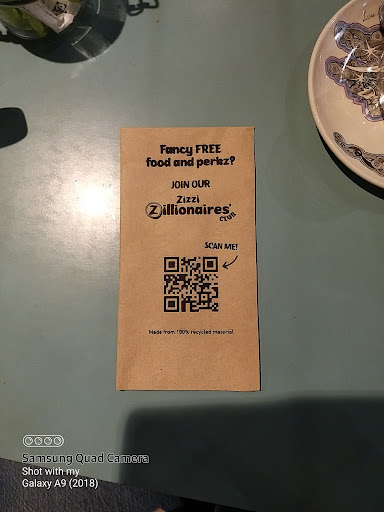 Fancy FREE
food and perkz?
JOIN OUR
Zizzi
Zillionaires'
CLUB
SCAN ME!
Made from 100% recycled material.
Samsung Quad Camera
Shot with my
Galaxy A9 (2018)